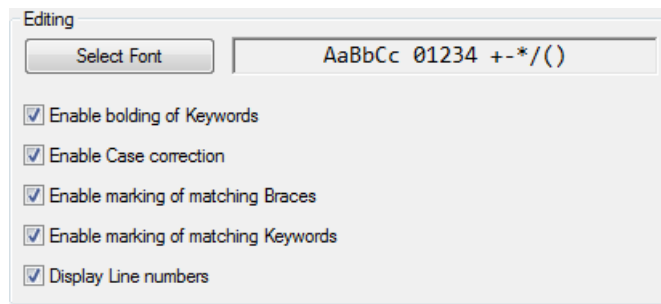 Editing
Select Font AaBbCc 01234 +-*/()
Enable bolding of Keywords
Enable Case correction
Enable marking of matching Braces
Enable marking of matching Keywords
Display Line numbers